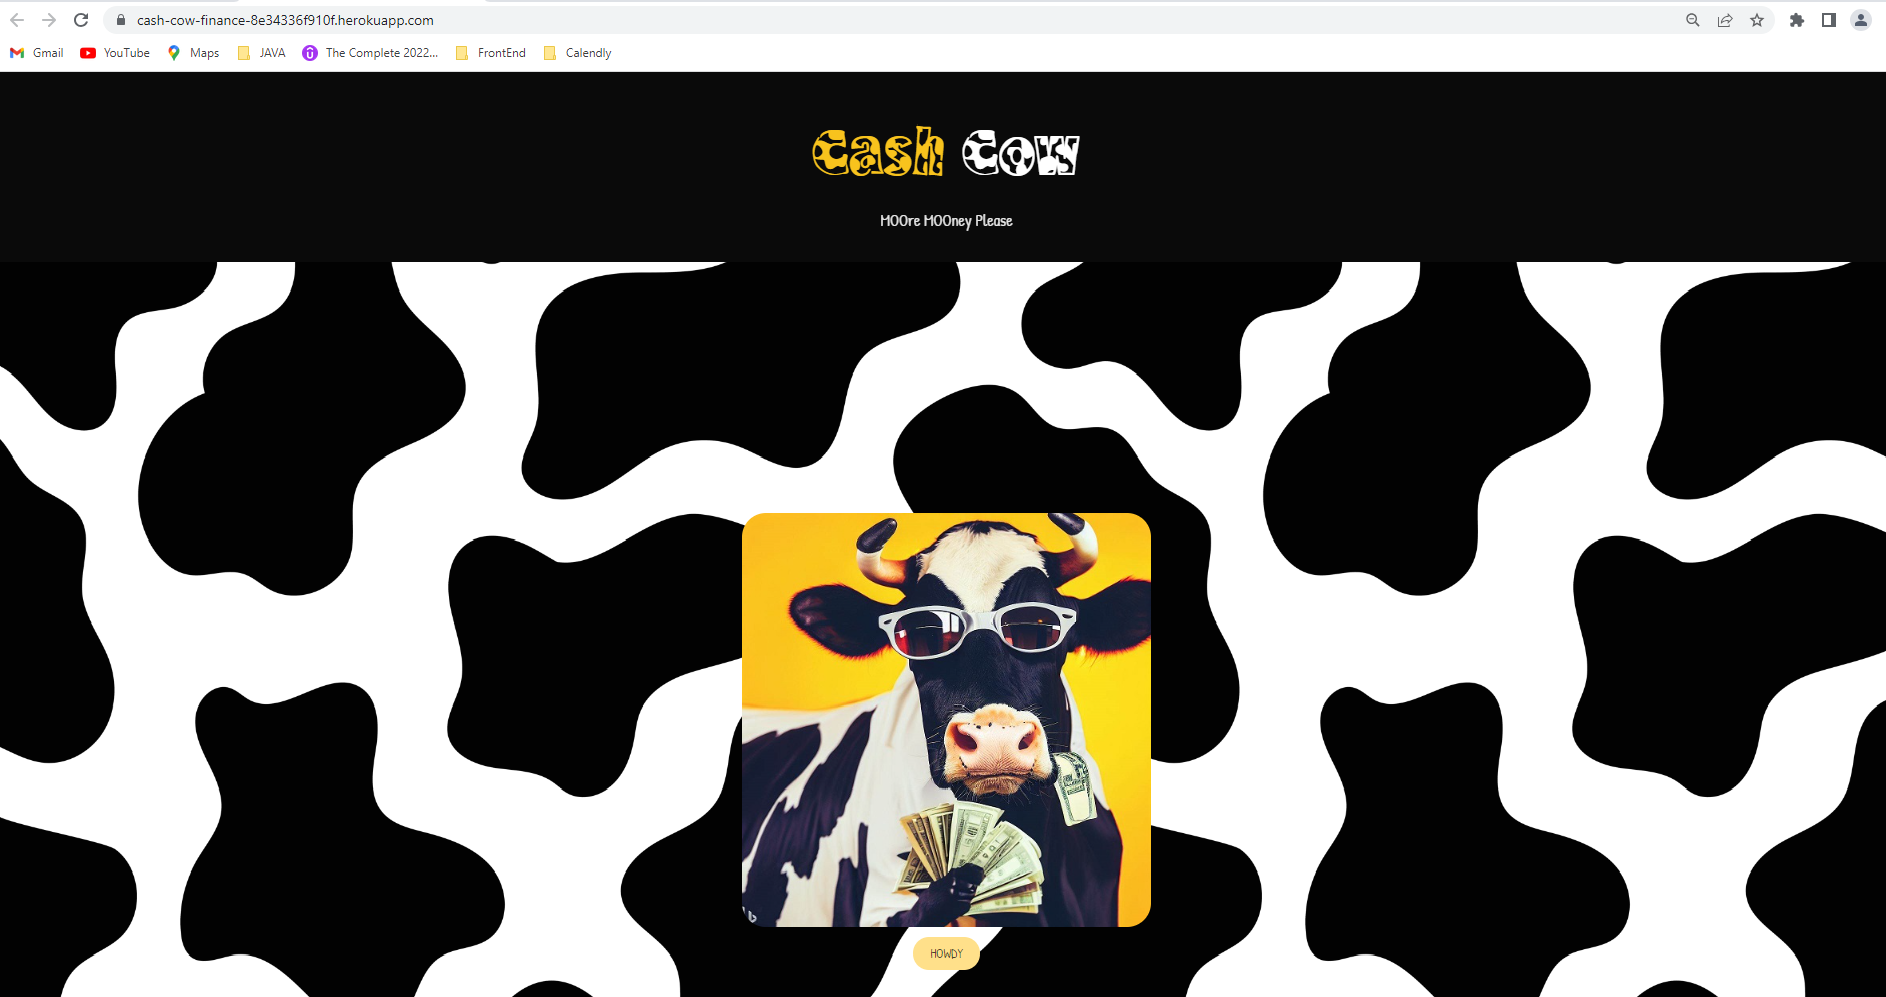 cash-cow-finance-8e34336f910f.herokuapp.com
Gmail YouTube Maps JAVA The Complete 2022... FrontEnd Calendly
Cash Cow
MOOre MOOney Please
HOWDY